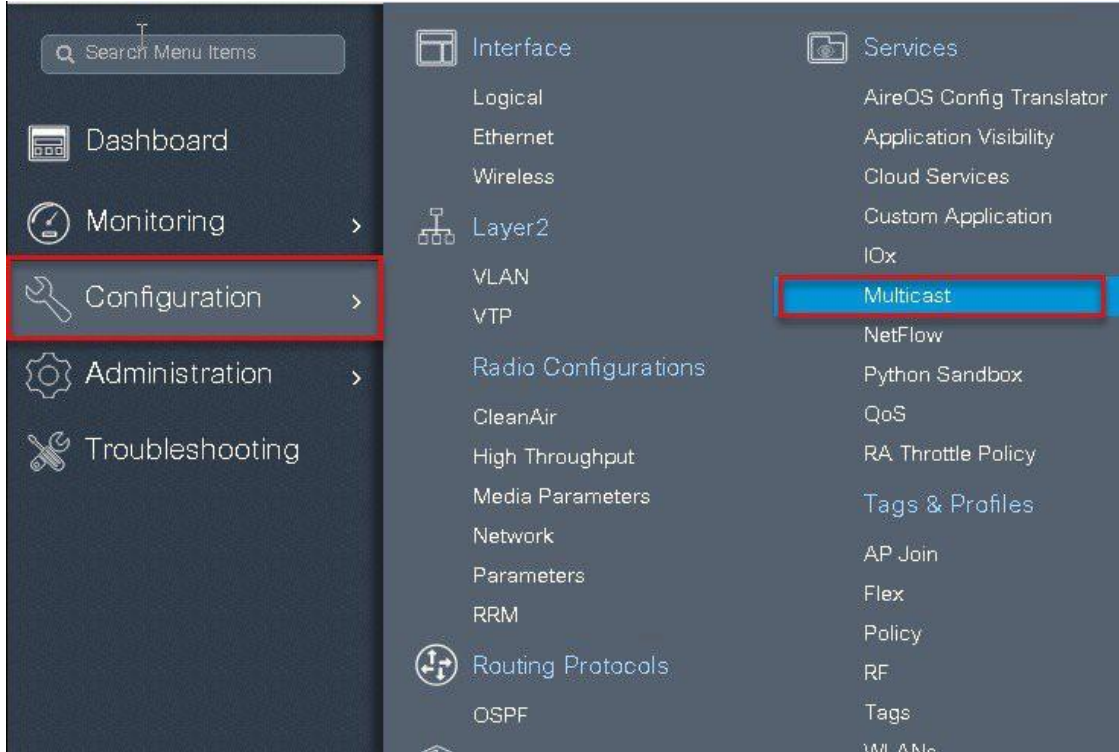 Search Menu Items
Dashboard
Monitoring
Configuration
Administration
Troubleshooting
Interface
Logical
Ethernet
Wireless
Layer2
VLAN
VTP
Radio Configurations
CleanAir
High Throughput
Media Parameters
Network
Parameters
RRM
Routing Protocols
OSPF
Services
AireOS Config Translator
Application Visibility
Cloud Services
Custom Application
IOx
Multicast
NetFlow
Python Sandbox
QoS
RA Throttle Policy
Tags & Profiles
AP Join
Flex
Policy
RF
Tags
WLANs